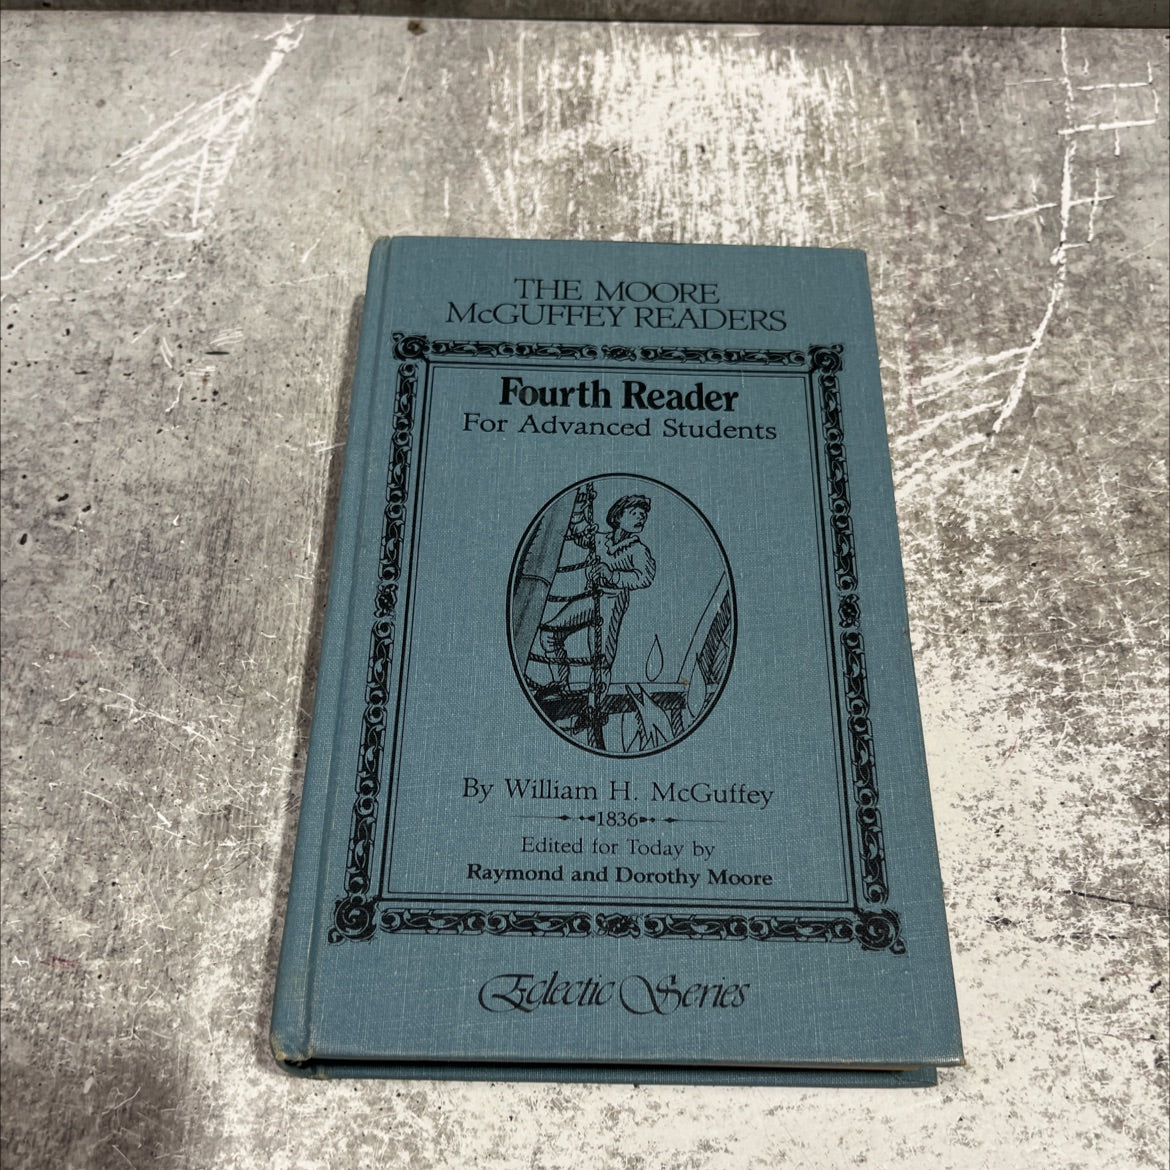 THE MOORE
McGUFFEY READERS
Fourth Reader
For Advanced Students
By William H. McGuffey
1836
Edited for Today by
Raymond and Dorothy Moore
Eclectic Series